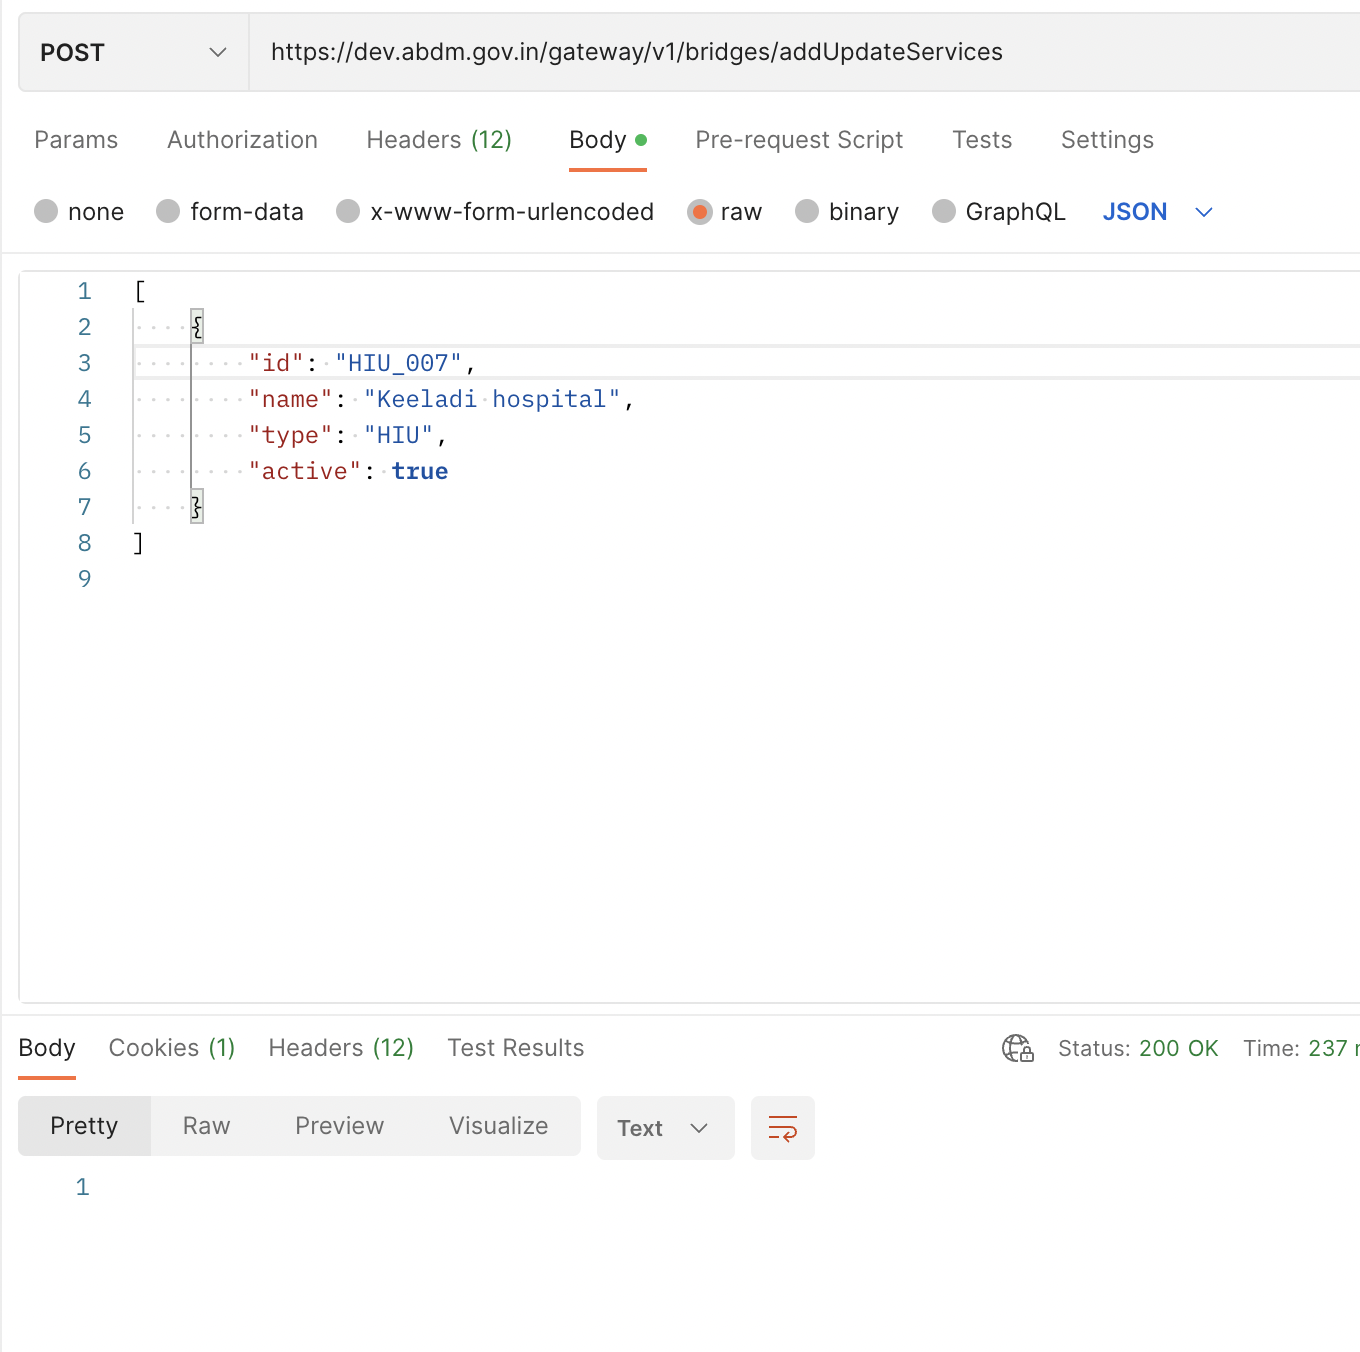 POST https://dev.abdm.gov.in/gateway/v1/bridges/addUpdateServices
Params Authorization Headers (12) Body Pre-request Script Tests Settings
none form-data x-www-form-urlencoded raw binary GraphQL JSON
1 [
2 {
3 "id": "HIU_007",
4 "name": "Keeladi hospital",
5 "type": "HIU",
6 "active": true
7 }
8 ]
9
Body Cookies (1) Headers (12) Test Results Status: 200 OK Time: 237
Pretty Raw Preview Visualize Text
1